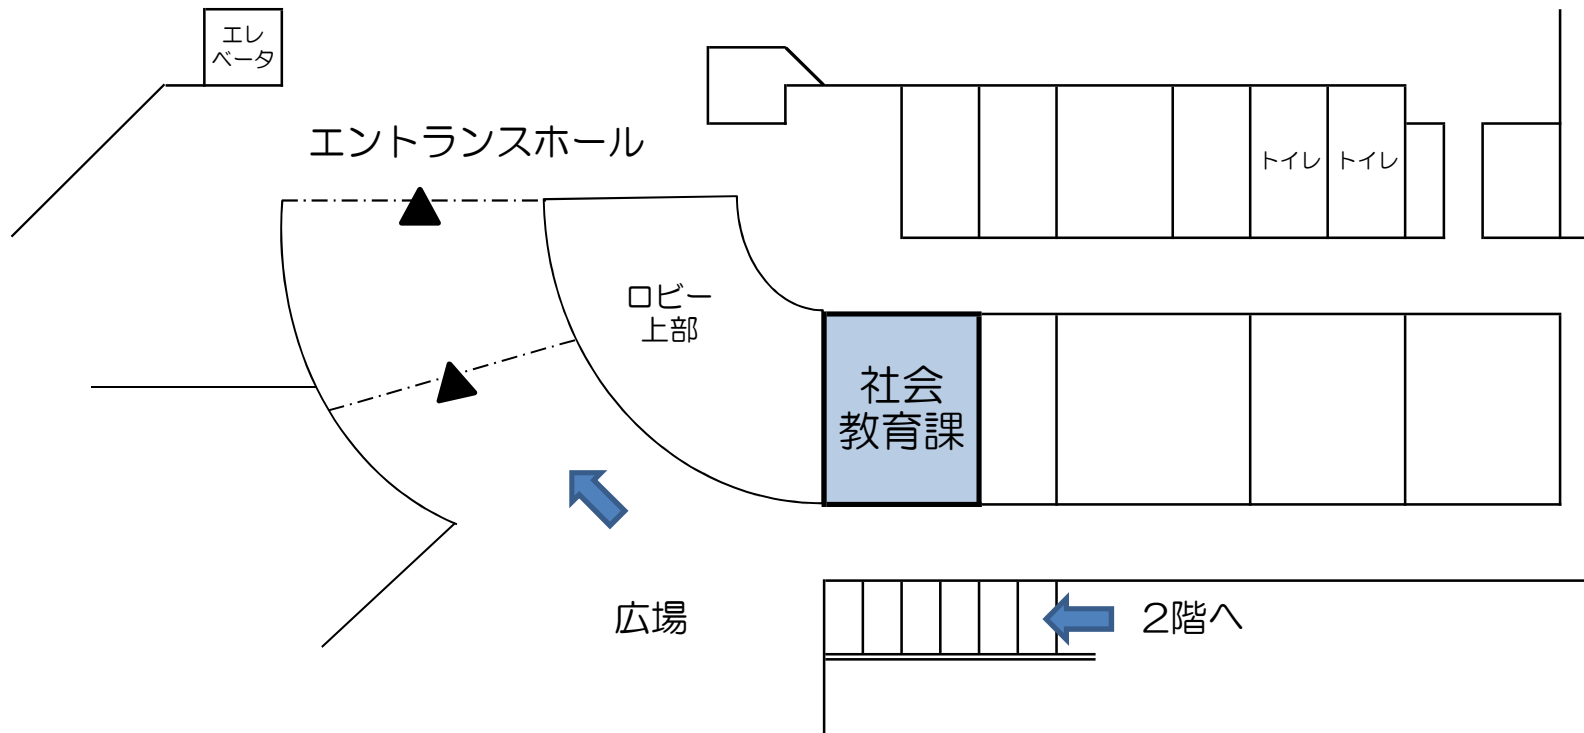 エレ
ベータ
エントランスホール
トイレ
トイレ
ロビー
上部
社会
教育課
広場
2階へ